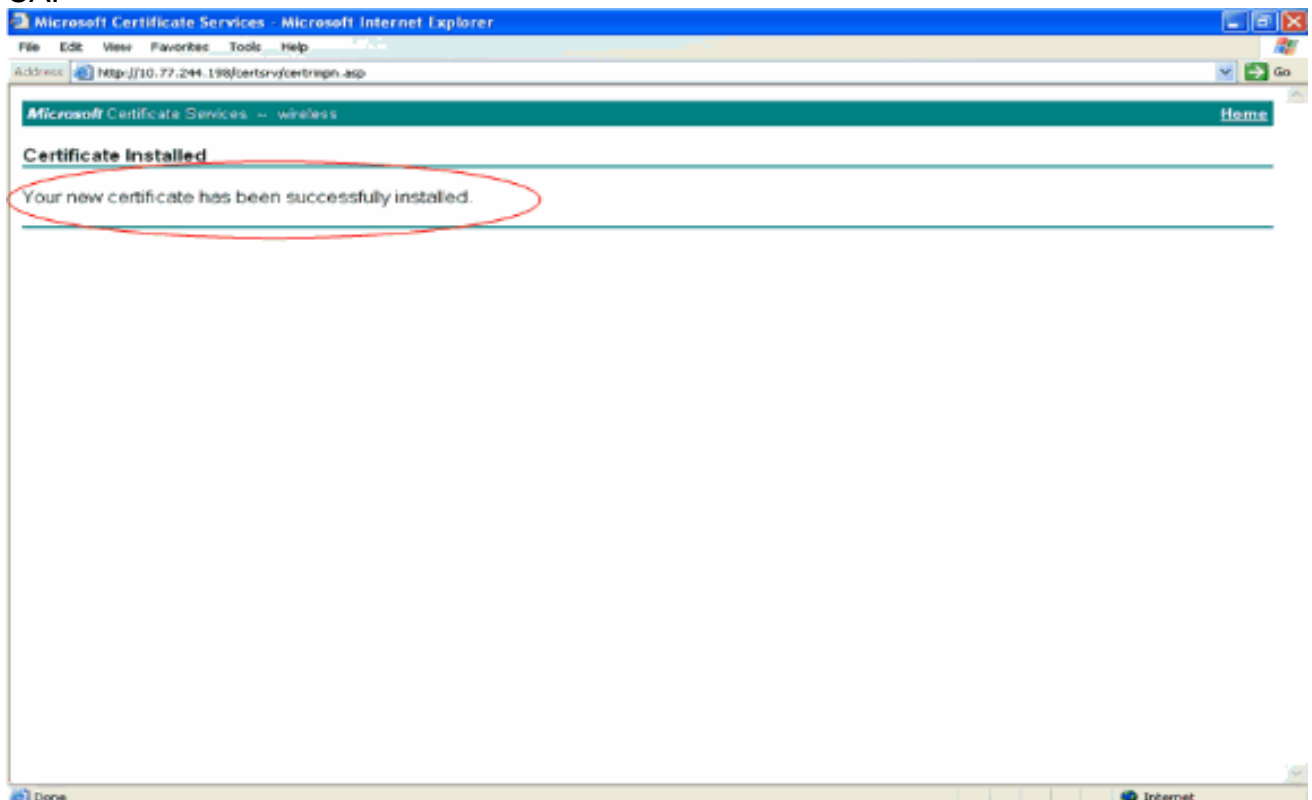 Microsoft Certificate Services - Microsoft Internet Explorer
File Edit View Favorites Tools Help
Address http://10.77.244.198/certsrv/certrmpn.asp Go
Microsoft Certificate Services -- wireless Home
Certificate Installed
Your new certificate has been successfully installed.
Done Internet